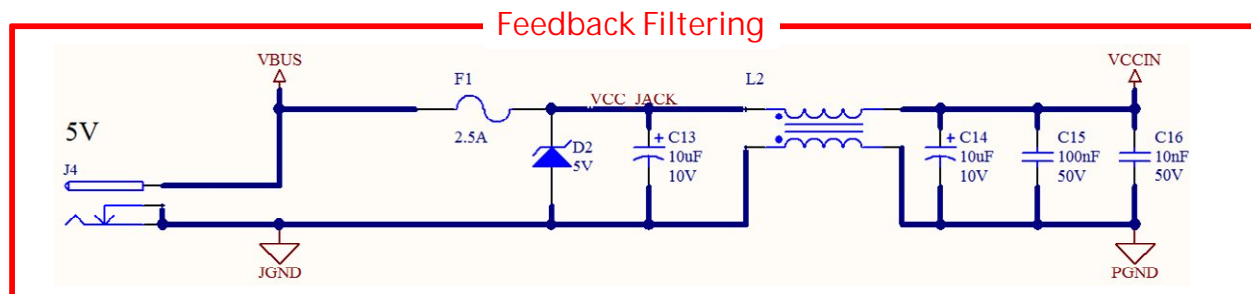 Feedback Filtering
VBUS
VCCIN
F1
L2
VCC_JACK
5V
2.5A
D2
5V
+ C13
10uF
10V
+ C14
10uF
10V
C15
100nF
50V
C16
10nF
50V
J4
JGND
PGND